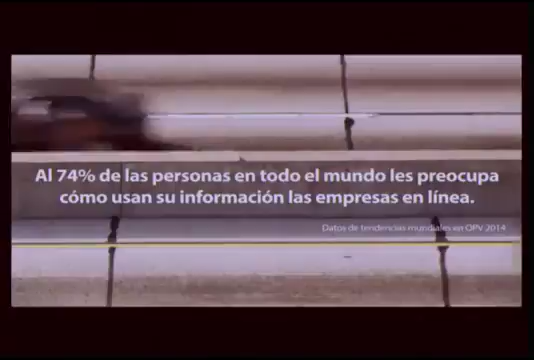 Al 74% de las personas en todo el mundo les preocupa
cómo usan su información las empresas en línea.
Datos de tendencias mundiales en OPV 2014